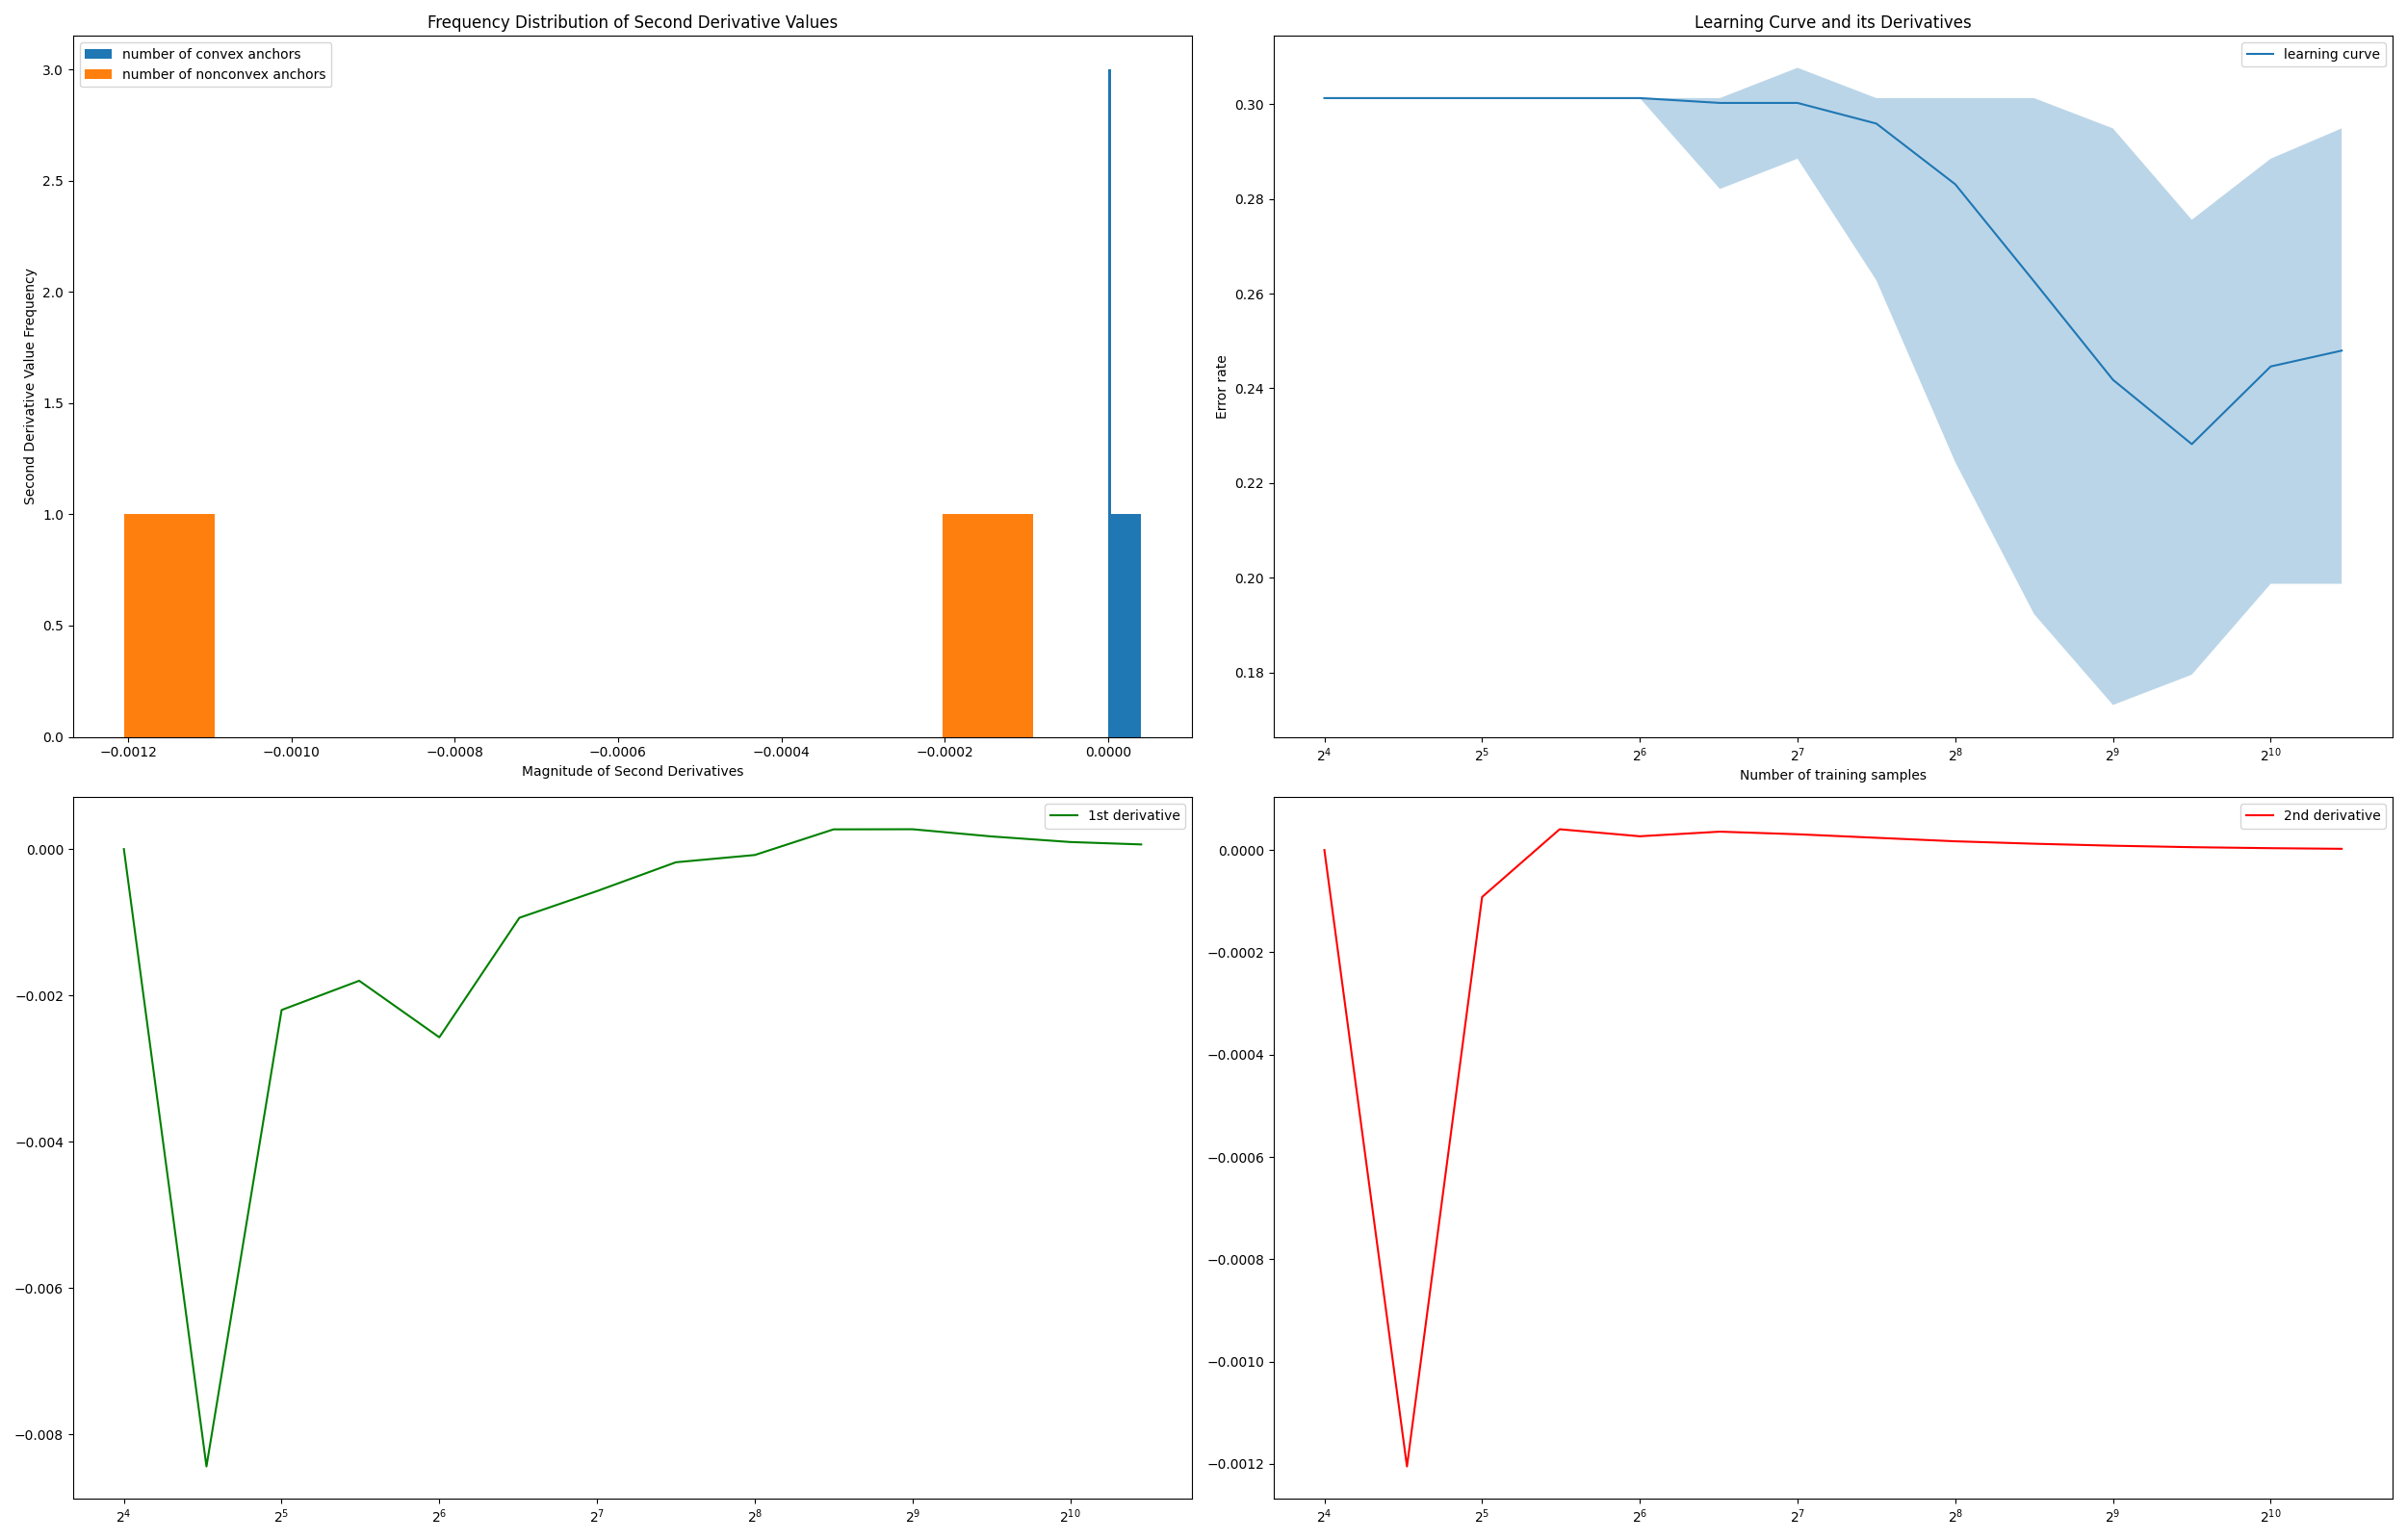 Frequency Distribution of Second Derivative Values
number of convex anchors
number of nonconvex anchors
3.0
2.5
2.0
1.5
1.0
0.5
0.0
Second Derivative Value Frequency
−0.0012 −0.0010 −0.0008 −0.0006 −0.0004 −0.0002 0.0000
Magnitude of Second Derivatives
Learning Curve and its Derivatives
learning curve
0.30
0.28
0.26
0.24
0.22
0.20
0.18
Error rate
2⁴ 2⁵ 2⁶ 2⁷ 2⁸ 2⁹ 2¹⁰
Number of training samples
1st derivative
0.000
−0.002
−0.004
−0.006
−0.008
2⁴ 2⁵ 2⁶ 2⁷ 2⁸ 2⁹ 2¹⁰
2nd derivative
0.0000
−0.0002
−0.0004
−0.0006
−0.0008
−0.0010
−0.0012
2⁴ 2⁵ 2⁶ 2⁷ 2⁸ 2⁹ 2¹⁰